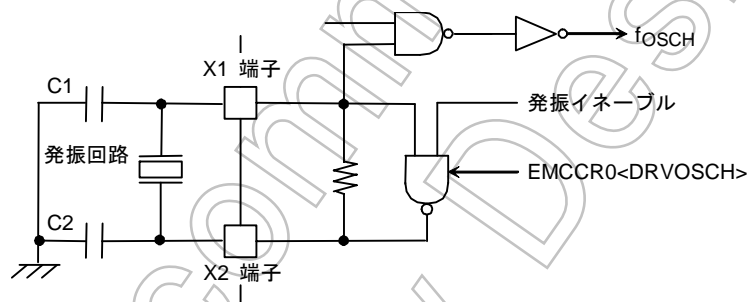 fOSCH
X1 端子
C1
発振イネーブル
発振回路
EMCCR0<DRVOSCH>
C2
X2 端子